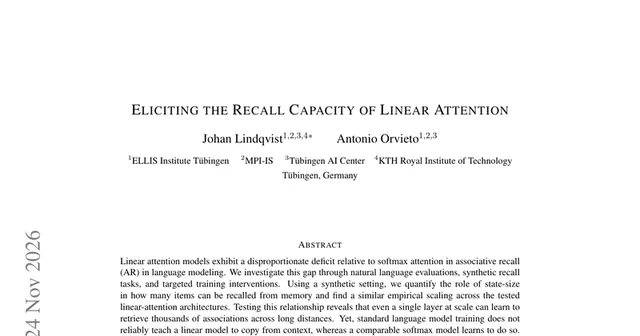 ELICITING THE RECALL CAPACITY OF LINEAR ATTENTION
Johan Lindqvist1,2,3,4* Antonio Orvieto1,2,3
1ELLIS Institute Tübingen 2MPI-IS 3Tübingen AI Center 4KTH Royal Institute of Technology
Tübingen, Germany
ABSTRACT
Linear attention models exhibit a disproportionate deficit relative to softmax attention in associative recall
(AR) in language modeling. We investigate this gap through natural language evaluations, synthetic recall
tasks, and targeted training interventions. Using a synthetic setting, we quantify the role of state-size
in how many items can be recalled from memory and find a similar empirical scaling across the tested
linear-attention architectures. Testing this relationship reveals that even a single layer at scale can learn to
retrieve thousands of associations across long distances. Yet, standard language model training does not
reliably teach a linear model to copy from context, whereas a comparable softmax model learns to do so.
24 Nov 2026